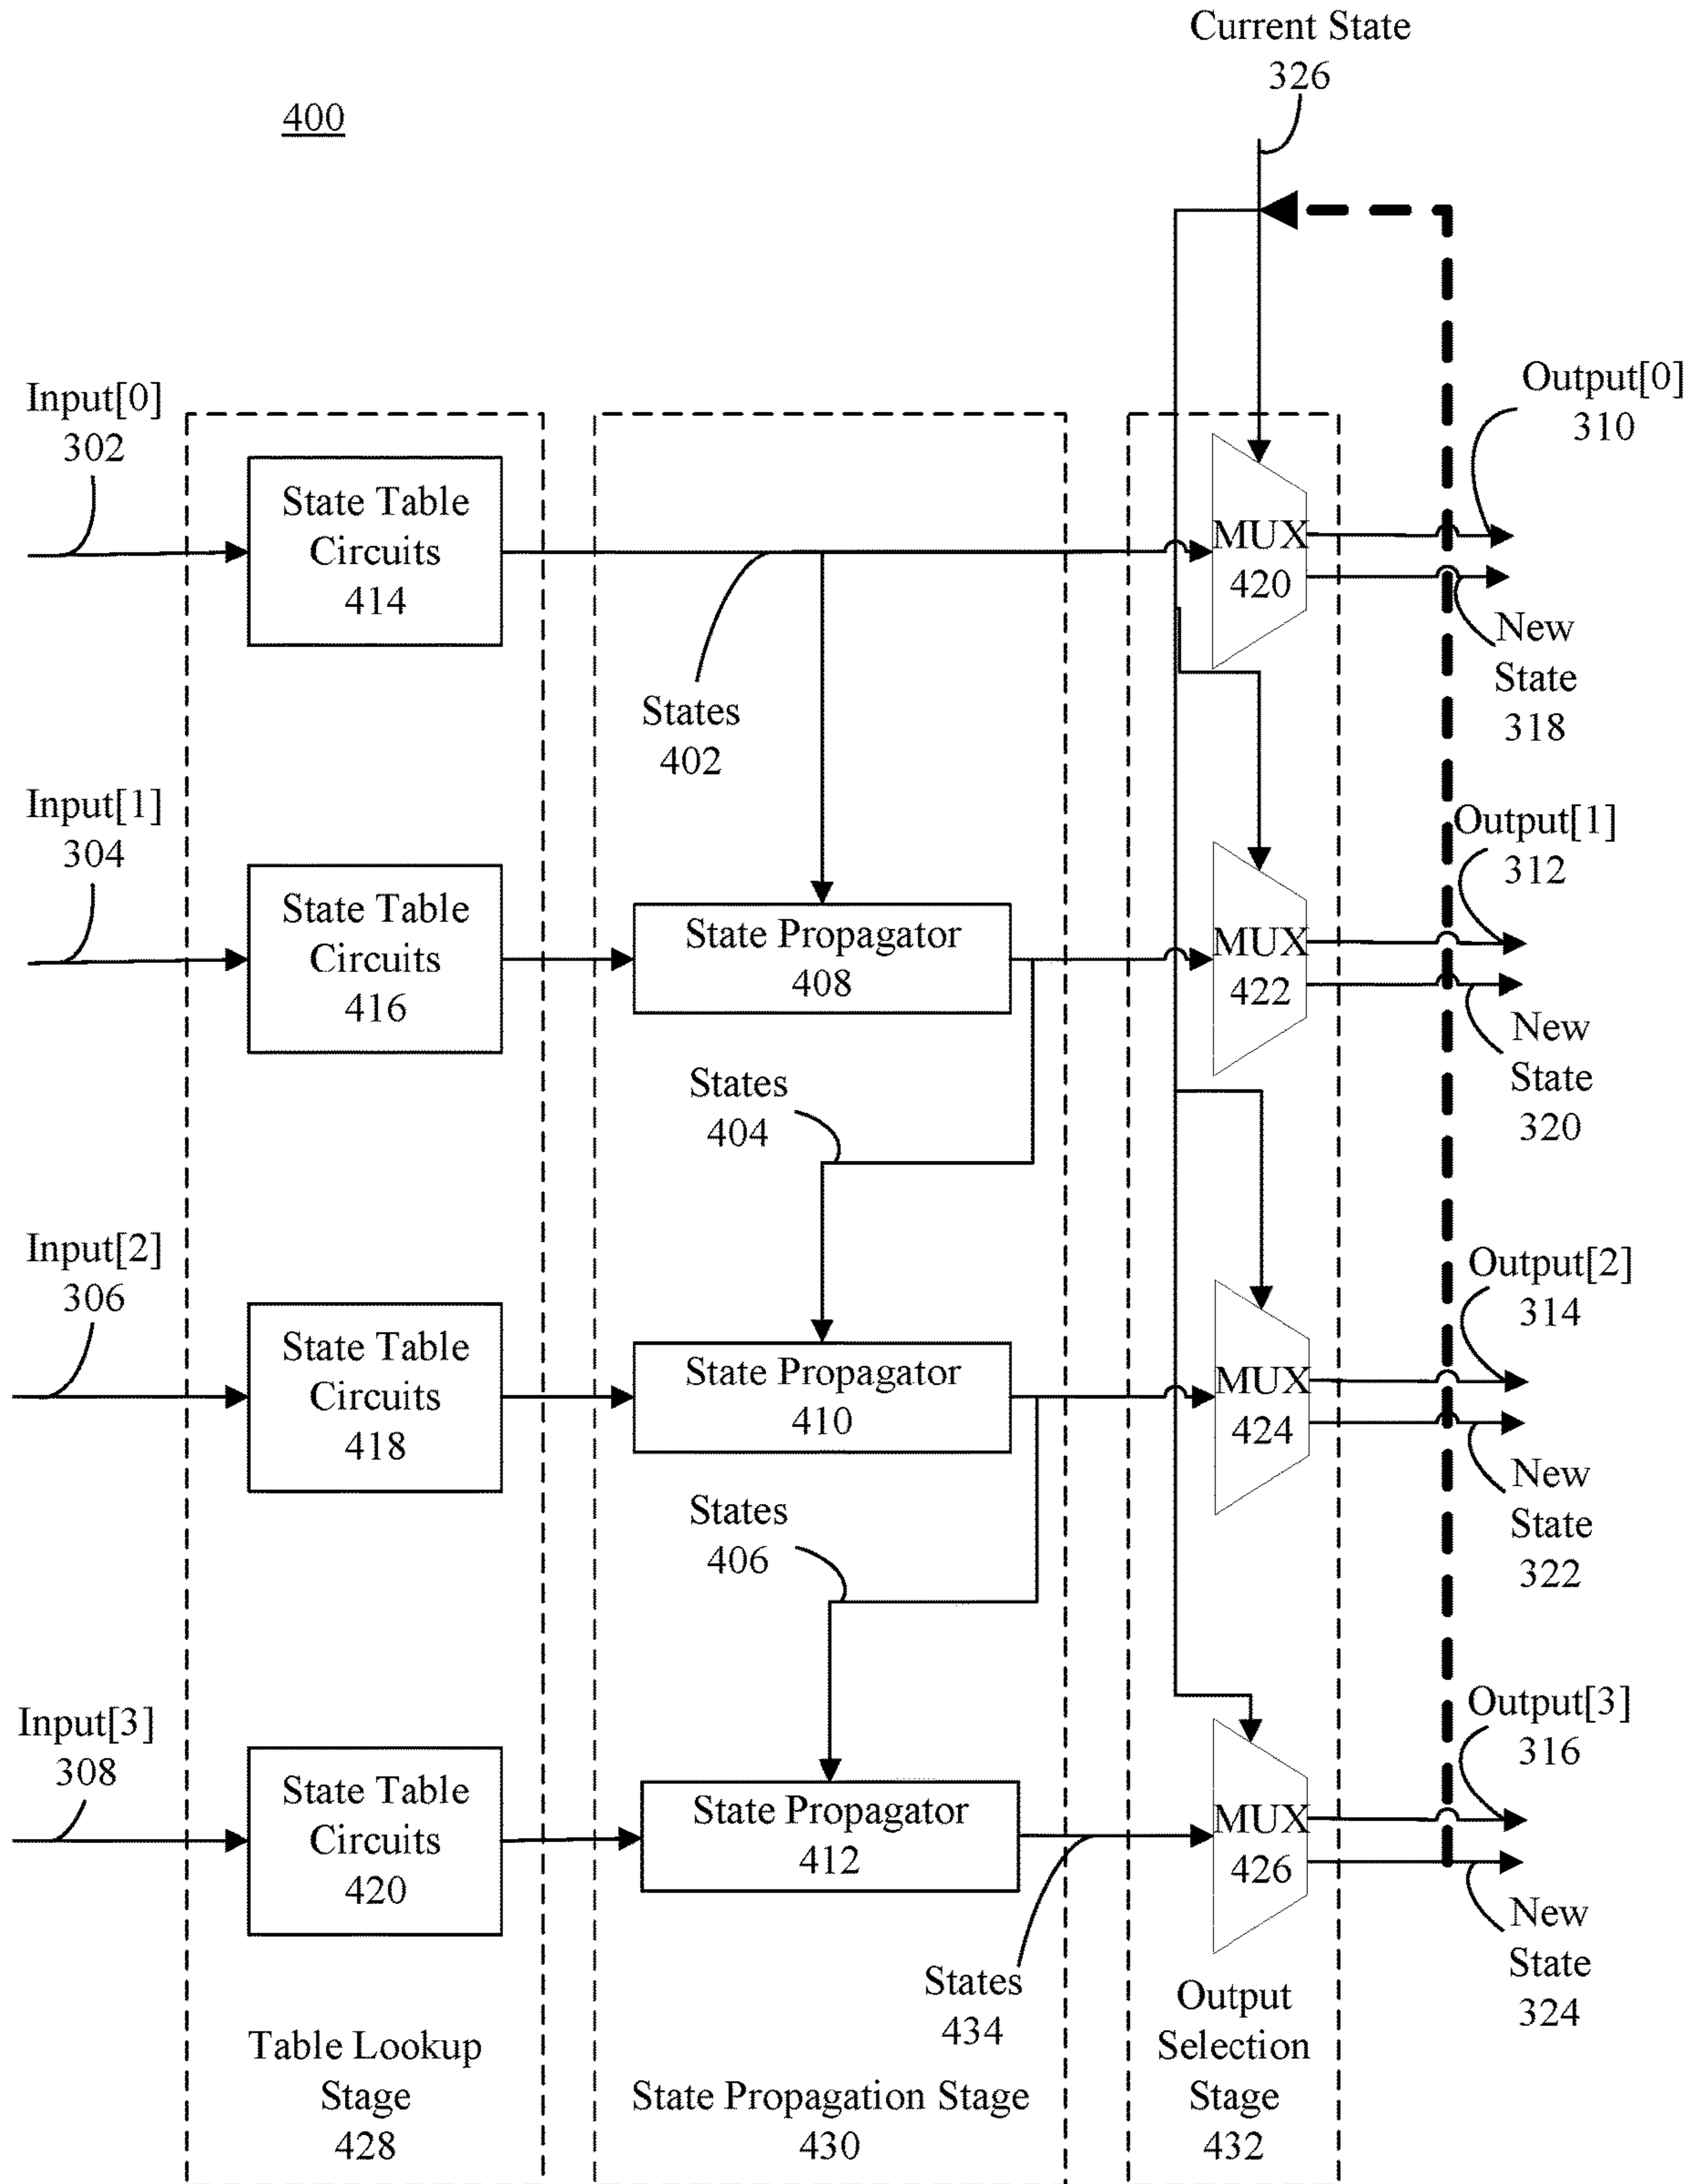 Current State
326
400
Input[0]
302
State Table
Circuits
414
States
402
MUX
420
Output[0]
310
New
State
318
Input[1]
304
State Table
Circuits
416
State Propagator
408
States
404
MUX
422
Output[1]
312
New
State
320
Input[2]
306
State Table
Circuits
418
State Propagator
410
States
406
MUX
424
Output[2]
314
New
State
322
Input[3]
308
State Table
Circuits
420
State Propagator
412
States
434
MUX
426
Output[3]
316
New
State
324
Table Lookup
Stage
428
State Propagation Stage
430
Output
Selection
Stage
432